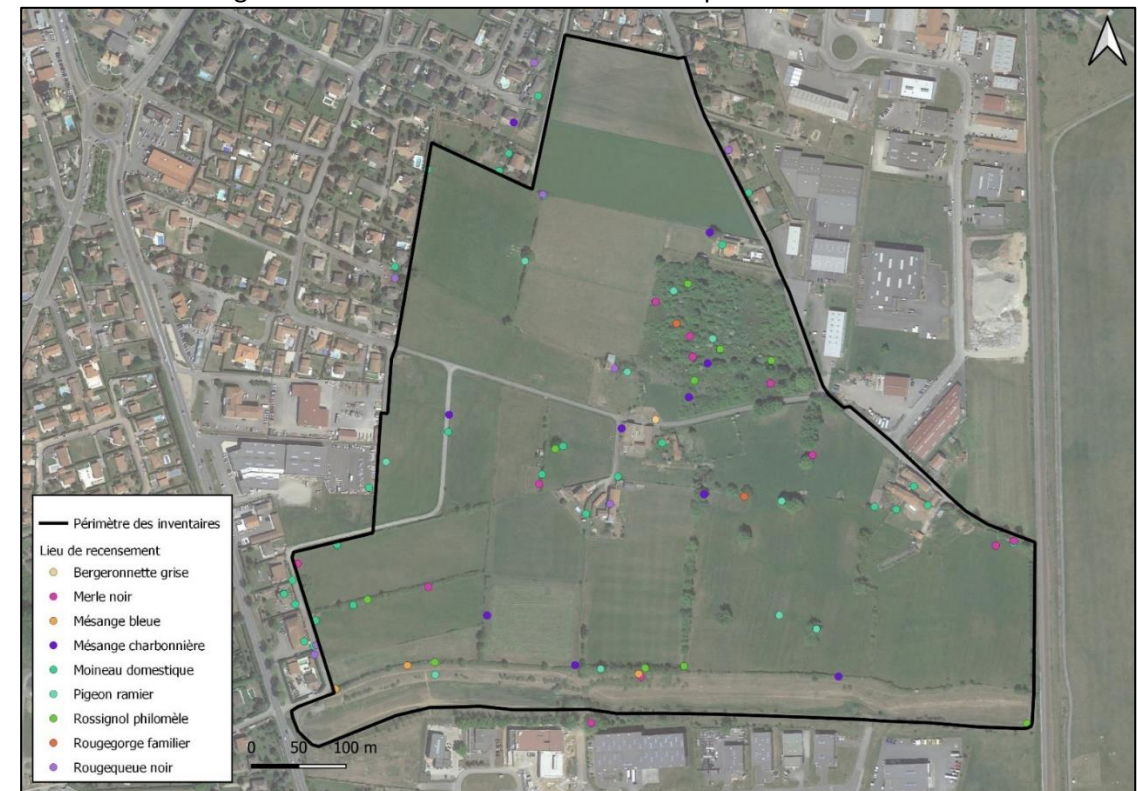 Périmètre des inventaires
Lieu de recensement
Bergeronnette grise
Merle noir
Mésange bleue
Mésange charbonnière
Moineau domestique
Pigeon ramier
Rossignol philomèle
Rougegorge familier
Rougequeue noir
0 50 100 m